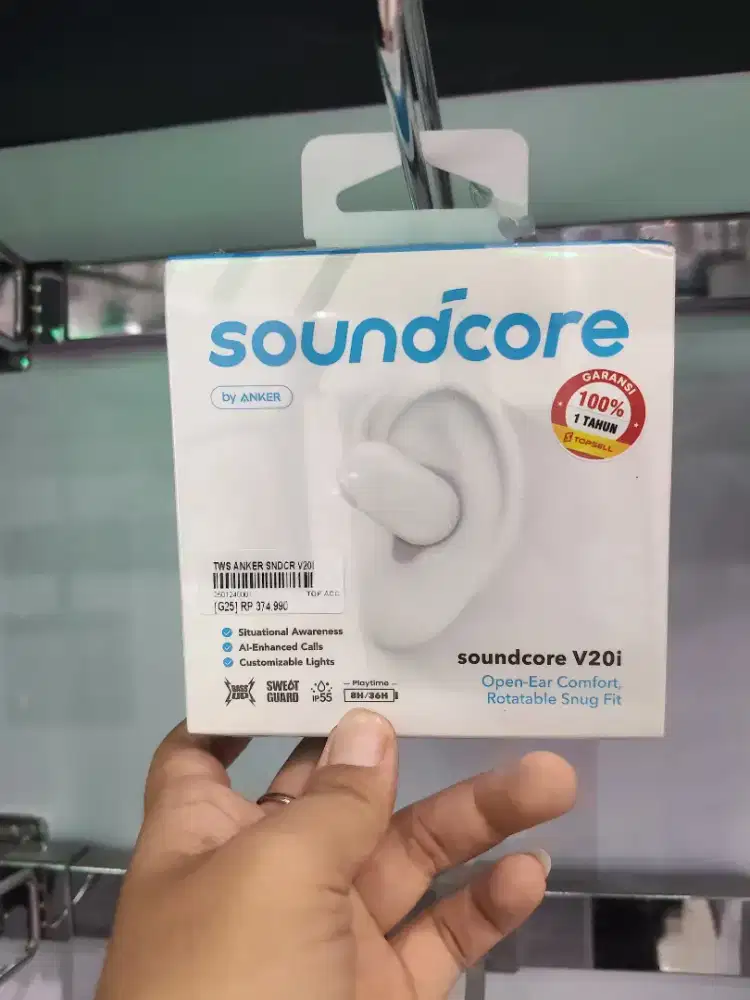 soundcore
by ANKER
GARANSI
100%
1 TAHUN
TOPSELL
TWS ANKER SNDCR V20I
TOP ACC
[G25] RP 374.990
Situational Awareness
AI-Enhanced Calls
Customizable Lights
soundcore V20i
Open-Ear Comfort,
Rotatable Snug Fit
SWEAT
GUARD
IP55
Playtime
8H/36H